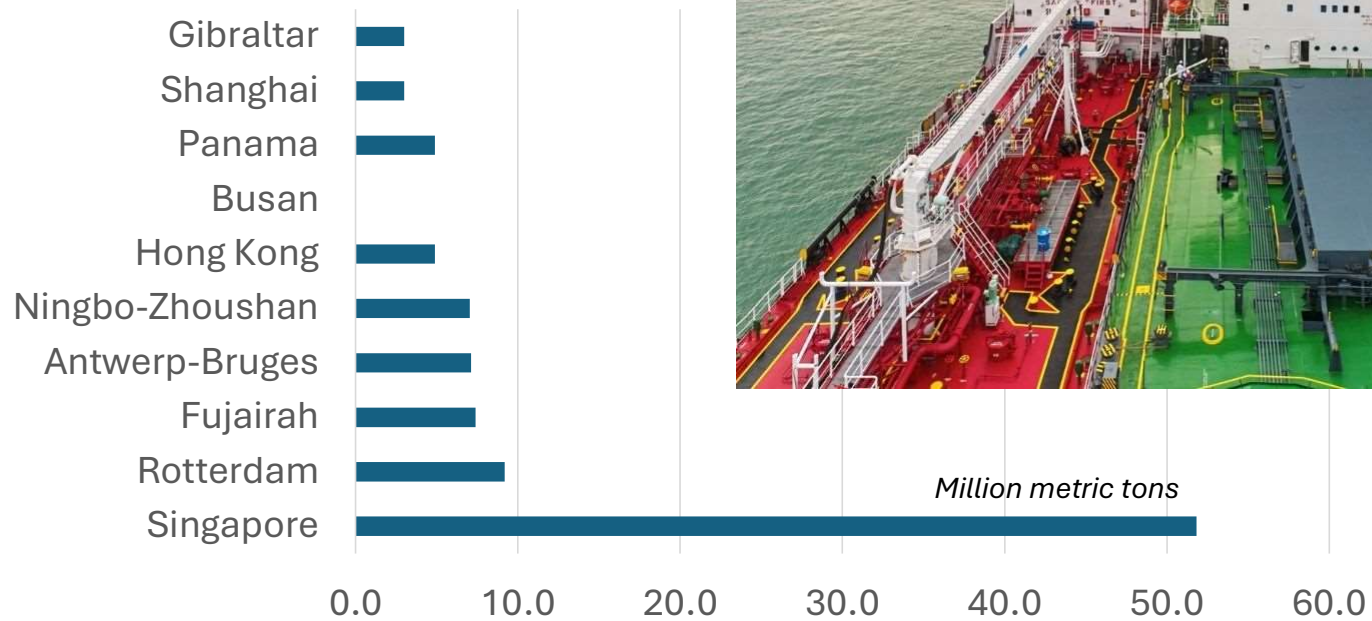 Gibraltar
Shanghai
Panama
Busan
Hong Kong
Ningbo-Zhoushan
Antwerp-Bruges
Fujairah
Rotterdam
Million metric tons
Singapore
0.0 10.0 20.0 30.0 40.0 50.0 60.0